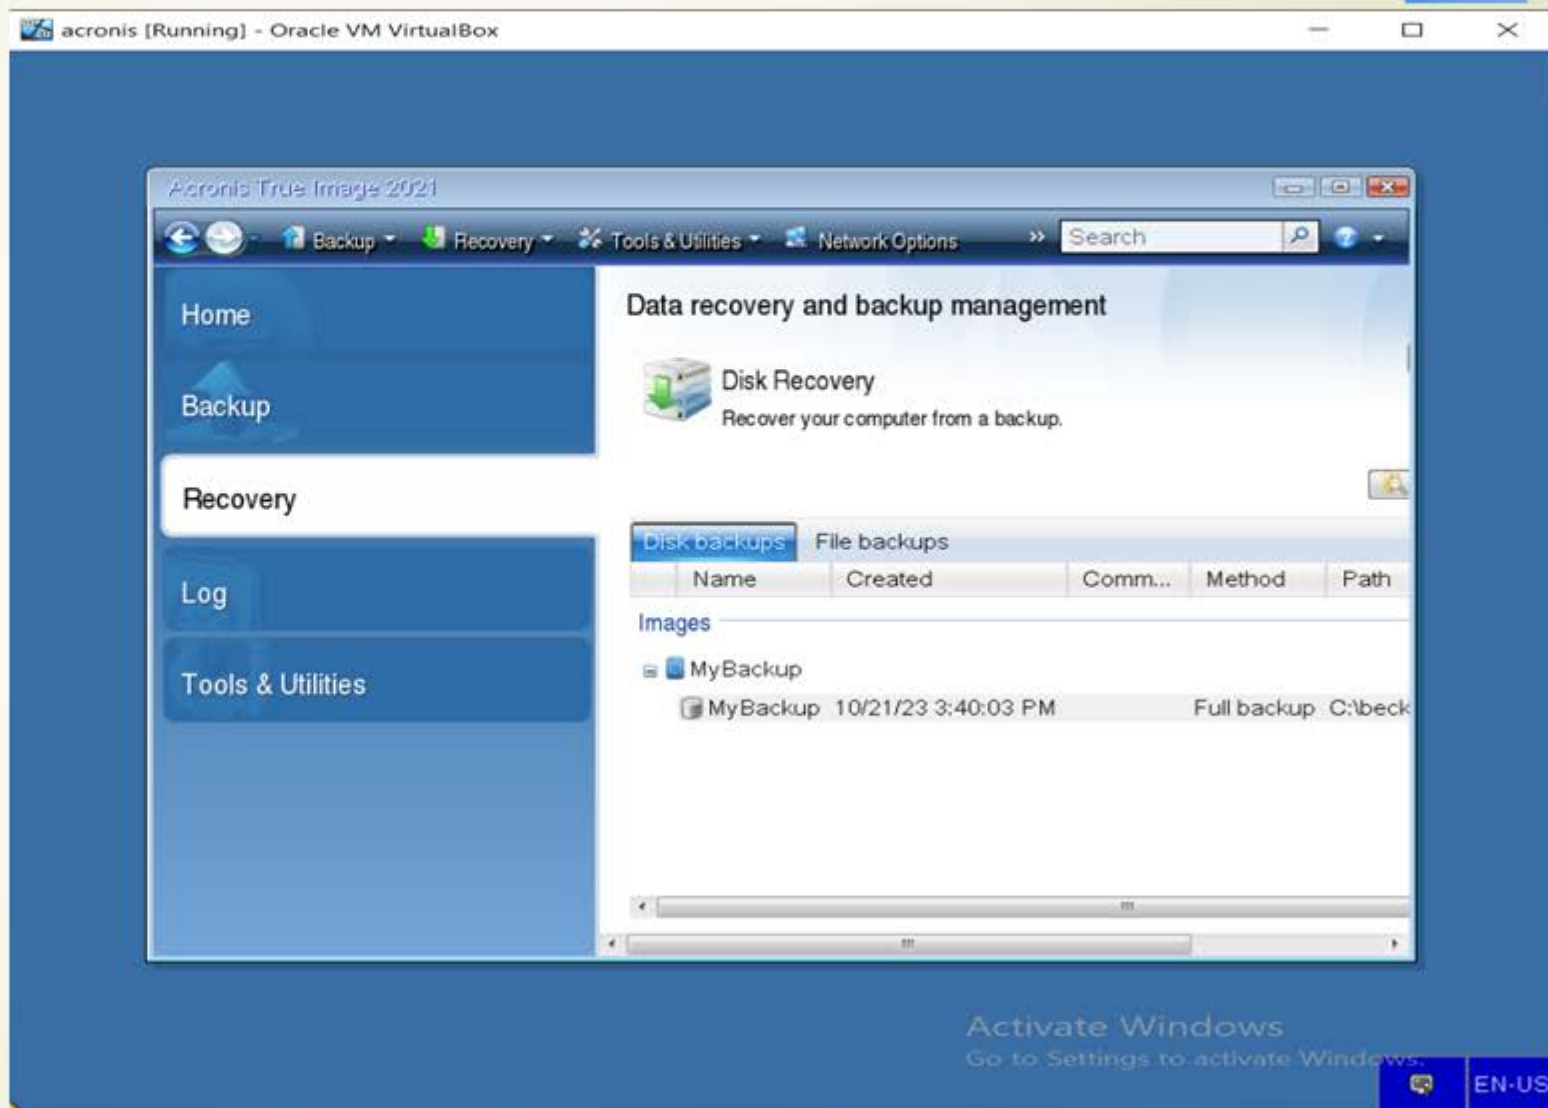 acronis [Running] - Oracle VM VirtualBox
Acronis True Image 2021
Backup Recovery Tools & Utilities Network Options » Search
Home
Backup
Recovery
Log
Tools & Utilities
Data recovery and backup management
Disk Recovery
Recover your computer from a backup.
Disk backups File backups
Name Created Comm... Method Path
Images
MyBackup
MyBackup 10/21/23 3:40:03 PM Full backup C:\beck
Activate Windows
Go to Settings to activate Windows.
EN-US